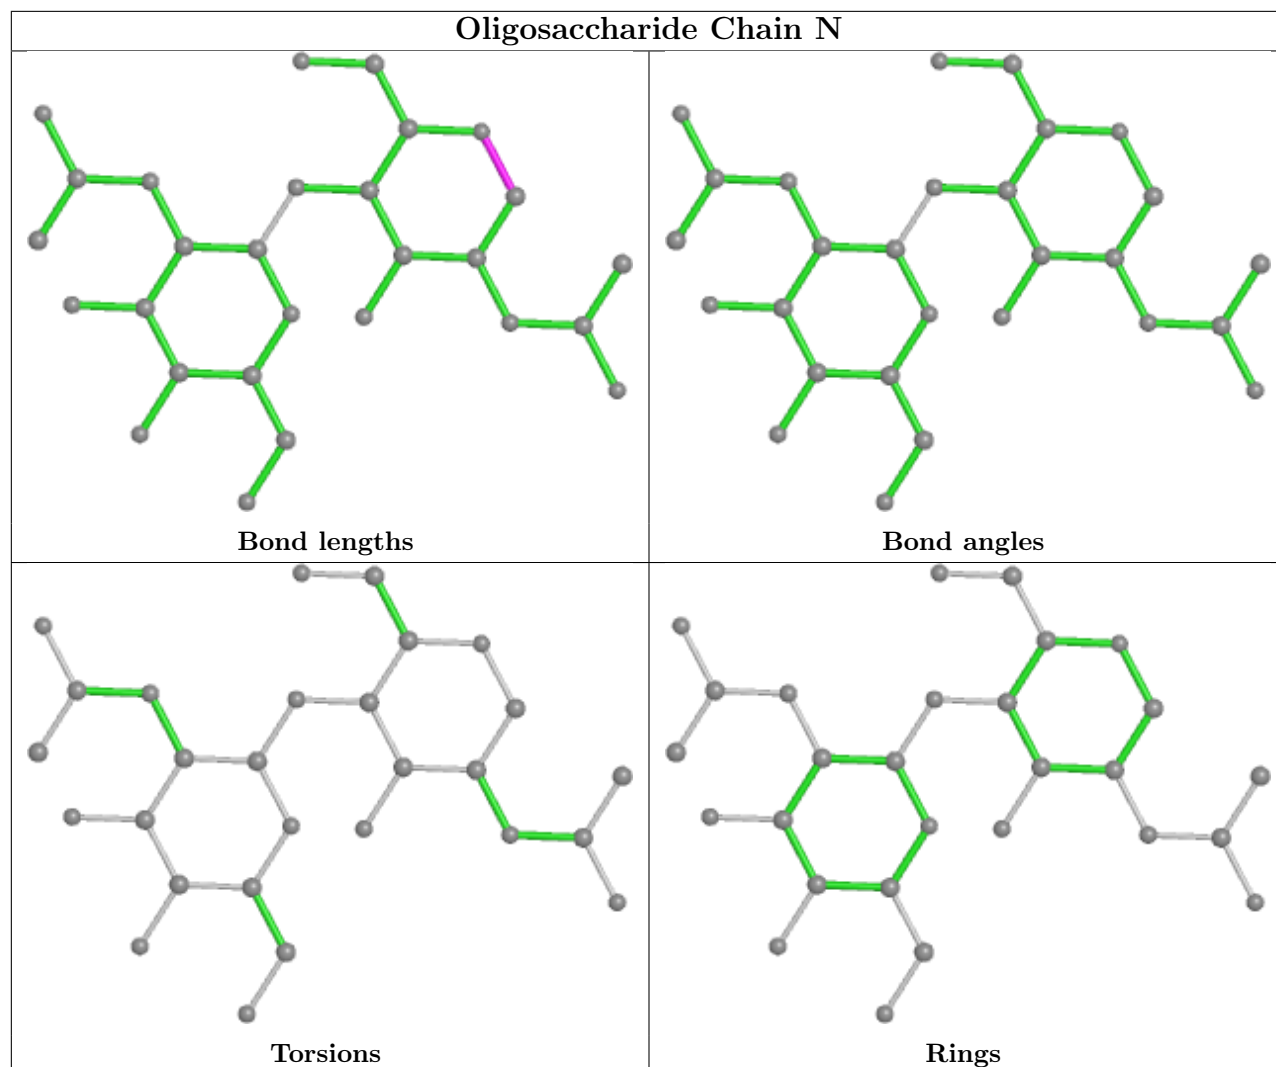 Oligosaccharide Chain N
Bond lengths
Bond angles
Torsions
Rings